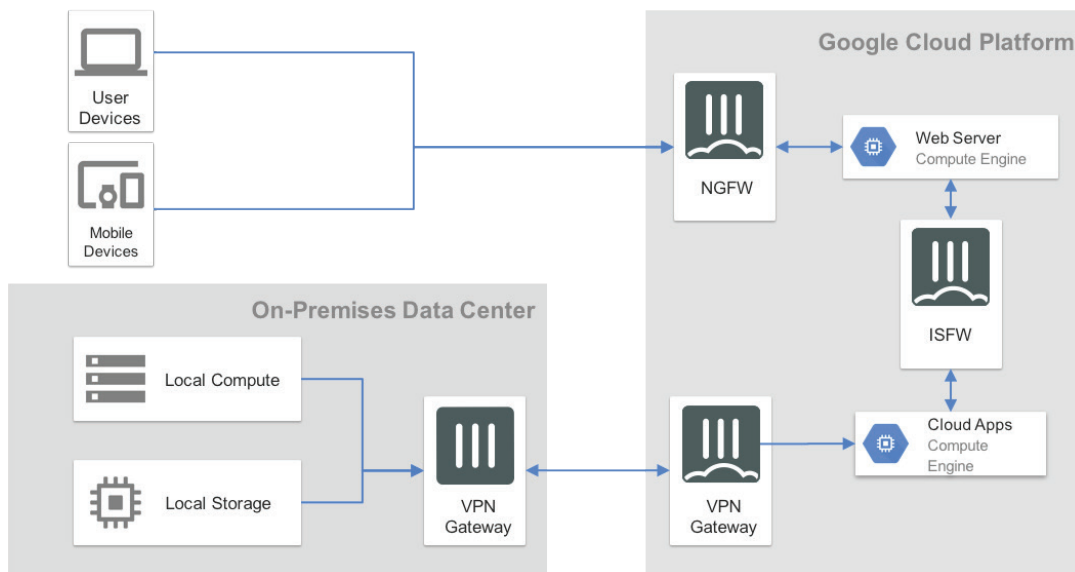 Google Cloud Platform
User
Devices
Mobile
Devices
NGFW
Web Server
Compute Engine
ISFW
On-Premises Data Center
Local Compute
Local Storage
VPN
Gateway
VPN
Gateway
Cloud Apps
Compute
Engine